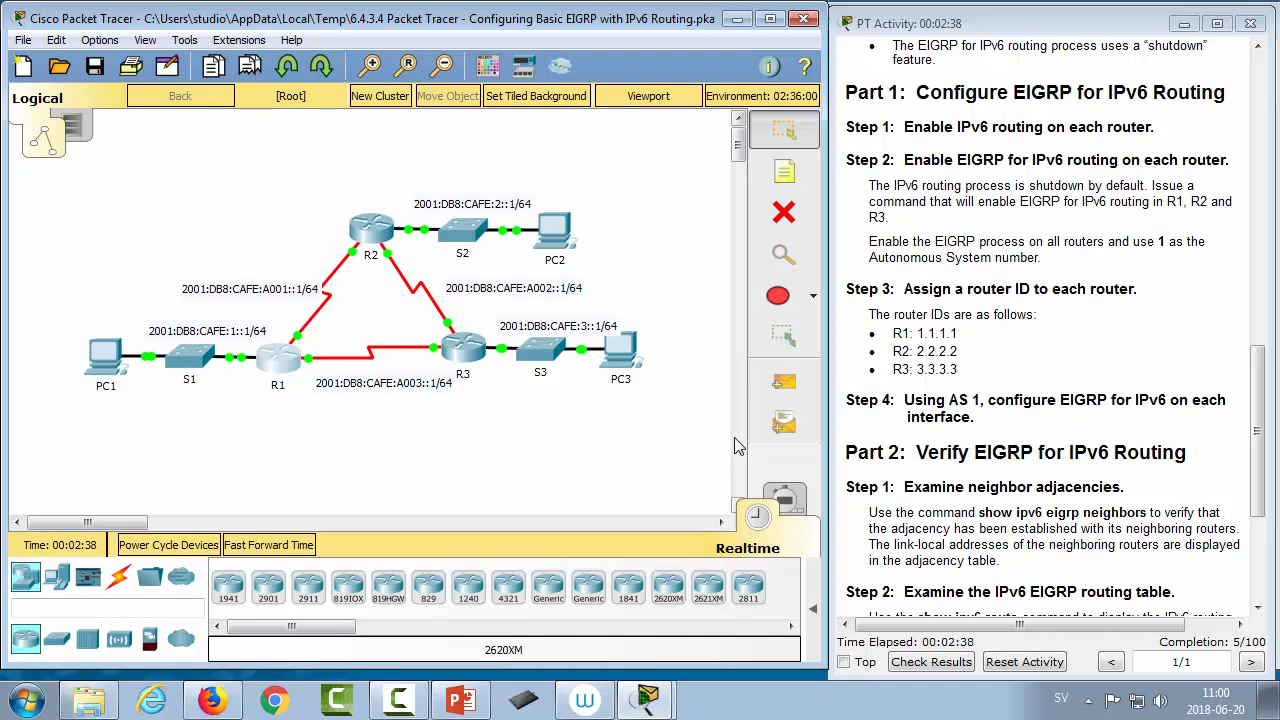 Cisco Packet Tracer - C:\Users\studio\AppData\Local\Temp\6.4.3.4 Packet Tracer - Configuring Basic EIGRP with IPv6 Routing.pka
File Edit Options View Tools Extensions Help
Logical
Back
[Root]
New Cluster
Move Object
Set Tiled Background
Viewport
Environment: 02:36:00
2001:DB8:CAFE:2::1/64
R2
S2
PC2
2001:DB8:CAFE:A001::1/64
2001:DB8:CAFE:A002::1/64
2001:DB8:CAFE:1::1/64
2001:DB8:CAFE:3::1/64
PC1
S1
R1
R3
S3
PC3
2001:DB8:CAFE:A003::1/64
Time: 00:02:38
Power Cycle Devices
Fast Forward Time
Realtime
1941
2901
2911
819IOX
819HGW
829
1240
4321
Generic
Generic
1841
2620XM
2621XM
2811
2620XM
PT Activity: 00:02:38
• The EIGRP for IPv6 routing process uses a “shutdown”
feature.
Part 1: Configure EIGRP for IPv6 Routing
Step 1: Enable IPv6 routing on each router.
Step 2: Enable EIGRP for IPv6 routing on each router.
The IPv6 routing process is shutdown by default. Issue a
command that will enable EIGRP for IPv6 routing in R1, R2 and
R3.
Enable the EIGRP process on all routers and use 1 as the
Autonomous System number.
Step 3: Assign a router ID to each router.
The router IDs are as follows:
• R1: 1.1.1.1
• R2: 2.2.2.2
• R3: 3.3.3.3
Step 4: Using AS 1, configure EIGRP for IPv6 on each
interface.
Part 2: Verify EIGRP for IPv6 Routing
Step 1: Examine neighbor adjacencies.
Use the command show ipv6 eigrp neighbors to verify that
the adjacency has been established with its neighboring routers.
The link-local addresses of the neighboring routers are displayed
in the adjacency table.
Step 2: Examine the IPv6 EIGRP routing table.
Use the show ipv6 route command to display the IPv6 routing
Time Elapsed: 00:02:38
Completion: 5/100
Top
Check Results
Reset Activity
<
1/1
>
SV
11:00
2018-06-20